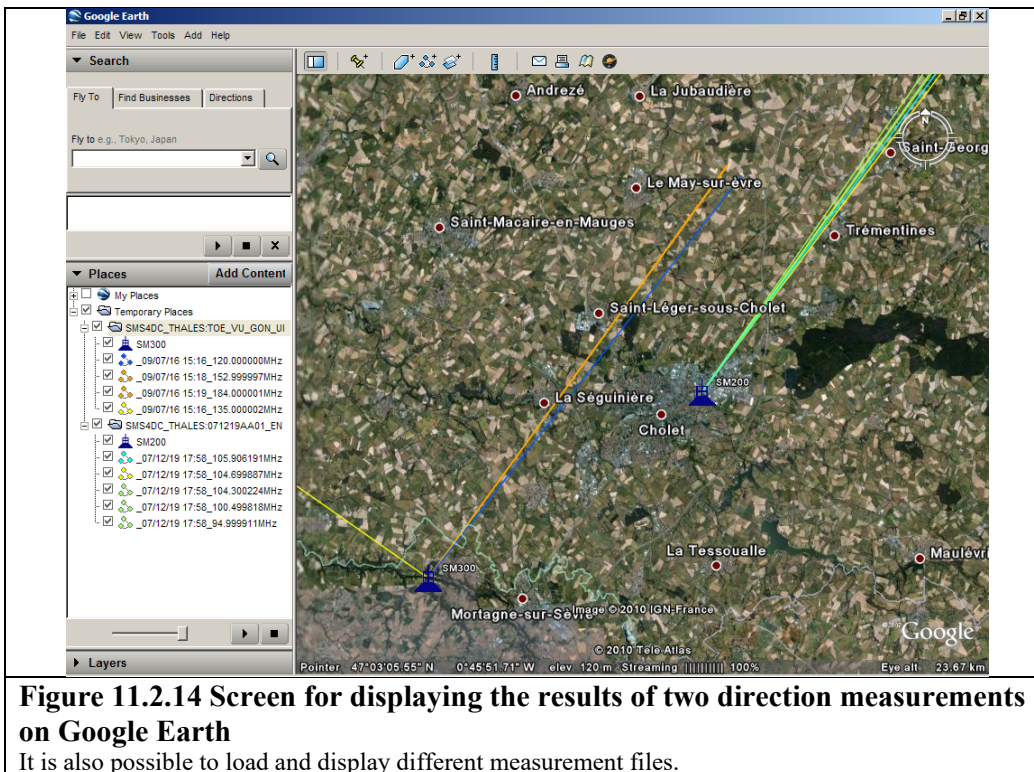 Google Earth
File Edit View Tools Add Help
Search
Fly To Find Businesses Directions
Fly to e.g., Tokyo, Japan
Places Add Content
My Places
Temporary Places
SMS4DC_THALES:TOE_VU_GON_UI
SM300
_09/07/16 15:16_120.000000MHz
_09/07/16 15:18_152.999997MHz
_09/07/16 15:19_184.000001MHz
_09/07/16 15:16_135.000002MHz
SMS4DC_THALES:071219AA01_EN
SM200
_07/12/19 17:58_105.906191MHz
_07/12/19 17:58_104.699887MHz
_07/12/19 17:58_104.300224MHz
_07/12/19 17:58_100.499818MHz
_07/12/19 17:58_94.999911MHz
Layers
Andrezé
La Jubaudière
N
Saint-Georg
Le May-sur-èvre
Saint-Macaire-en-Mauges
Trémentines
Saint-Léger-sous-Cholet
SM200
La Séguinière
Cholet
La Tessoualle
Maulévri
SM300
Mortagne-sur-Sèvre
Image © 2010 IGN-France
© 2010 Tele Atlas
©2007 Google
Pointer 47°03'05.55" N 0°45'51.71" W elev 120 m Streaming ||||||||| 100% Eye alt 23.67 km
Figure 11.2.14 Screen for displaying the results of two direction measurements
on Google Earth
It is also possible to load and display different measurement files.